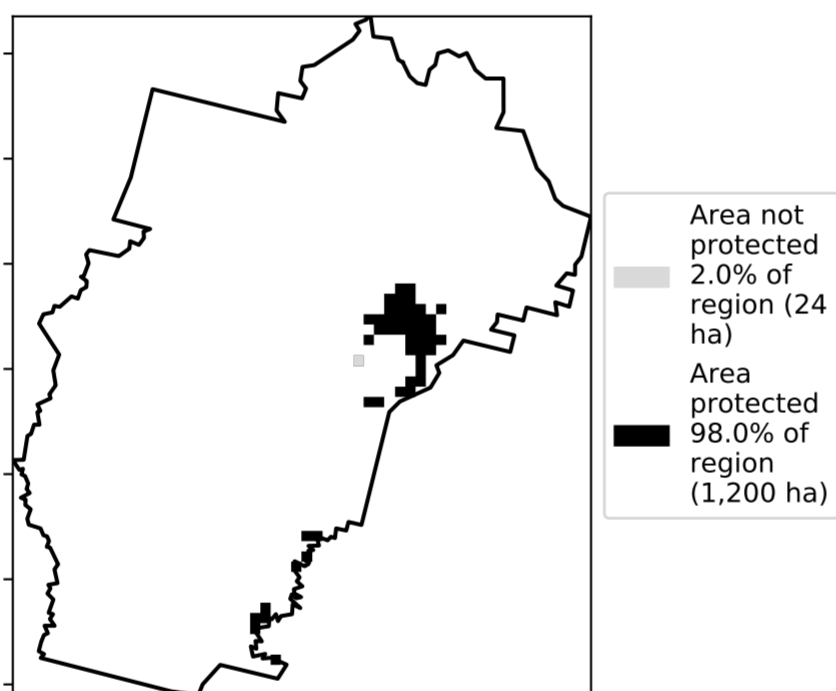 Area not
protected
2.0% of
region (24
ha)
Area
protected
98.0% of
region
(1,200 ha)